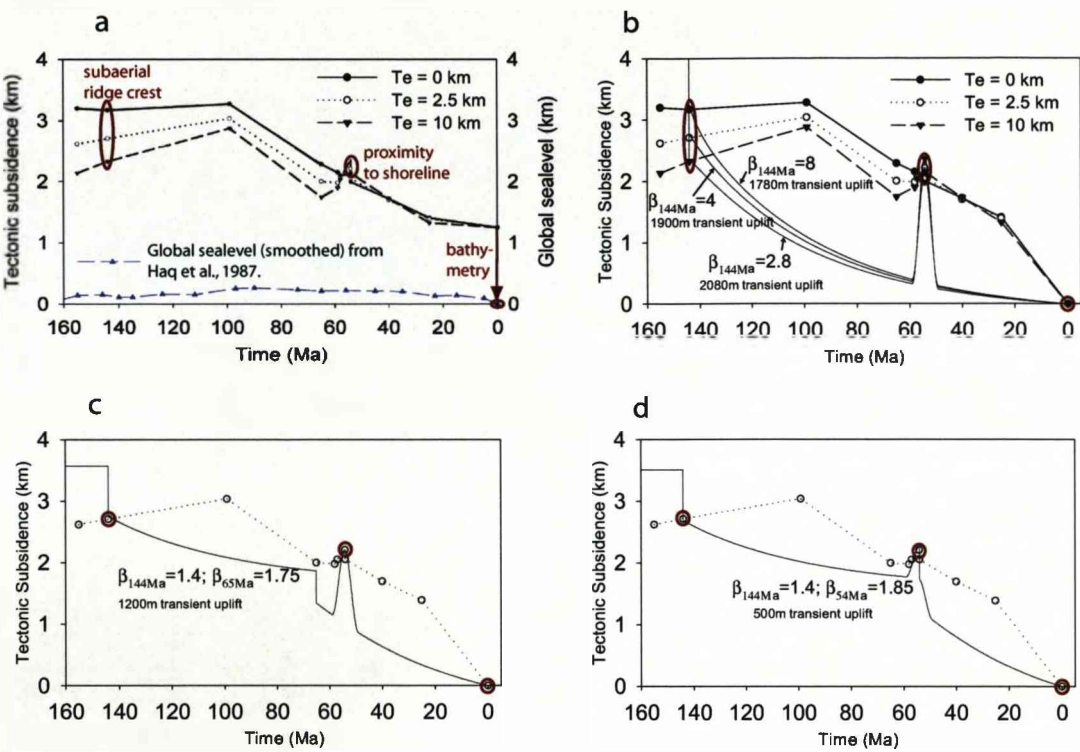 a
Tectonic subsidence (km)
4
3
2
1
0
subaerial
ridge crest
Te = 0 km
Te = 2.5 km
Te = 10 km
proximity
to shoreline
Global sealevel (smoothed) from
Haq et al., 1987.
bathy-
metry
4
3
2
1
0
Global sealevel (km)
160 140 120 100 80 60 40 20 0
Time (Ma)
b
Tectonic Subsidence (km)
4
3
2
1
0
Te = 0 km
Te = 2.5 km
Te = 10 km
β144Ma=8
1780m transient uplift
β144Ma=4
1900m transient uplift
β144Ma=2.8
2080m transient uplift
160 140 120 100 80 60 40 20 0
Time (Ma)
c
Tectonic Subsidence (km)
4
3
2
1
0
β144Ma=1.4; β65Ma=1.75
1200m transient uplift
160 140 120 100 80 60 40 20 0
Time (Ma)
d
Tectonic Subsidence (km)
4
3
2
1
0
β144Ma=1.4; β54Ma=1.85
500m transient uplift
160 140 120 100 80 60 40 20 0
Time (Ma)